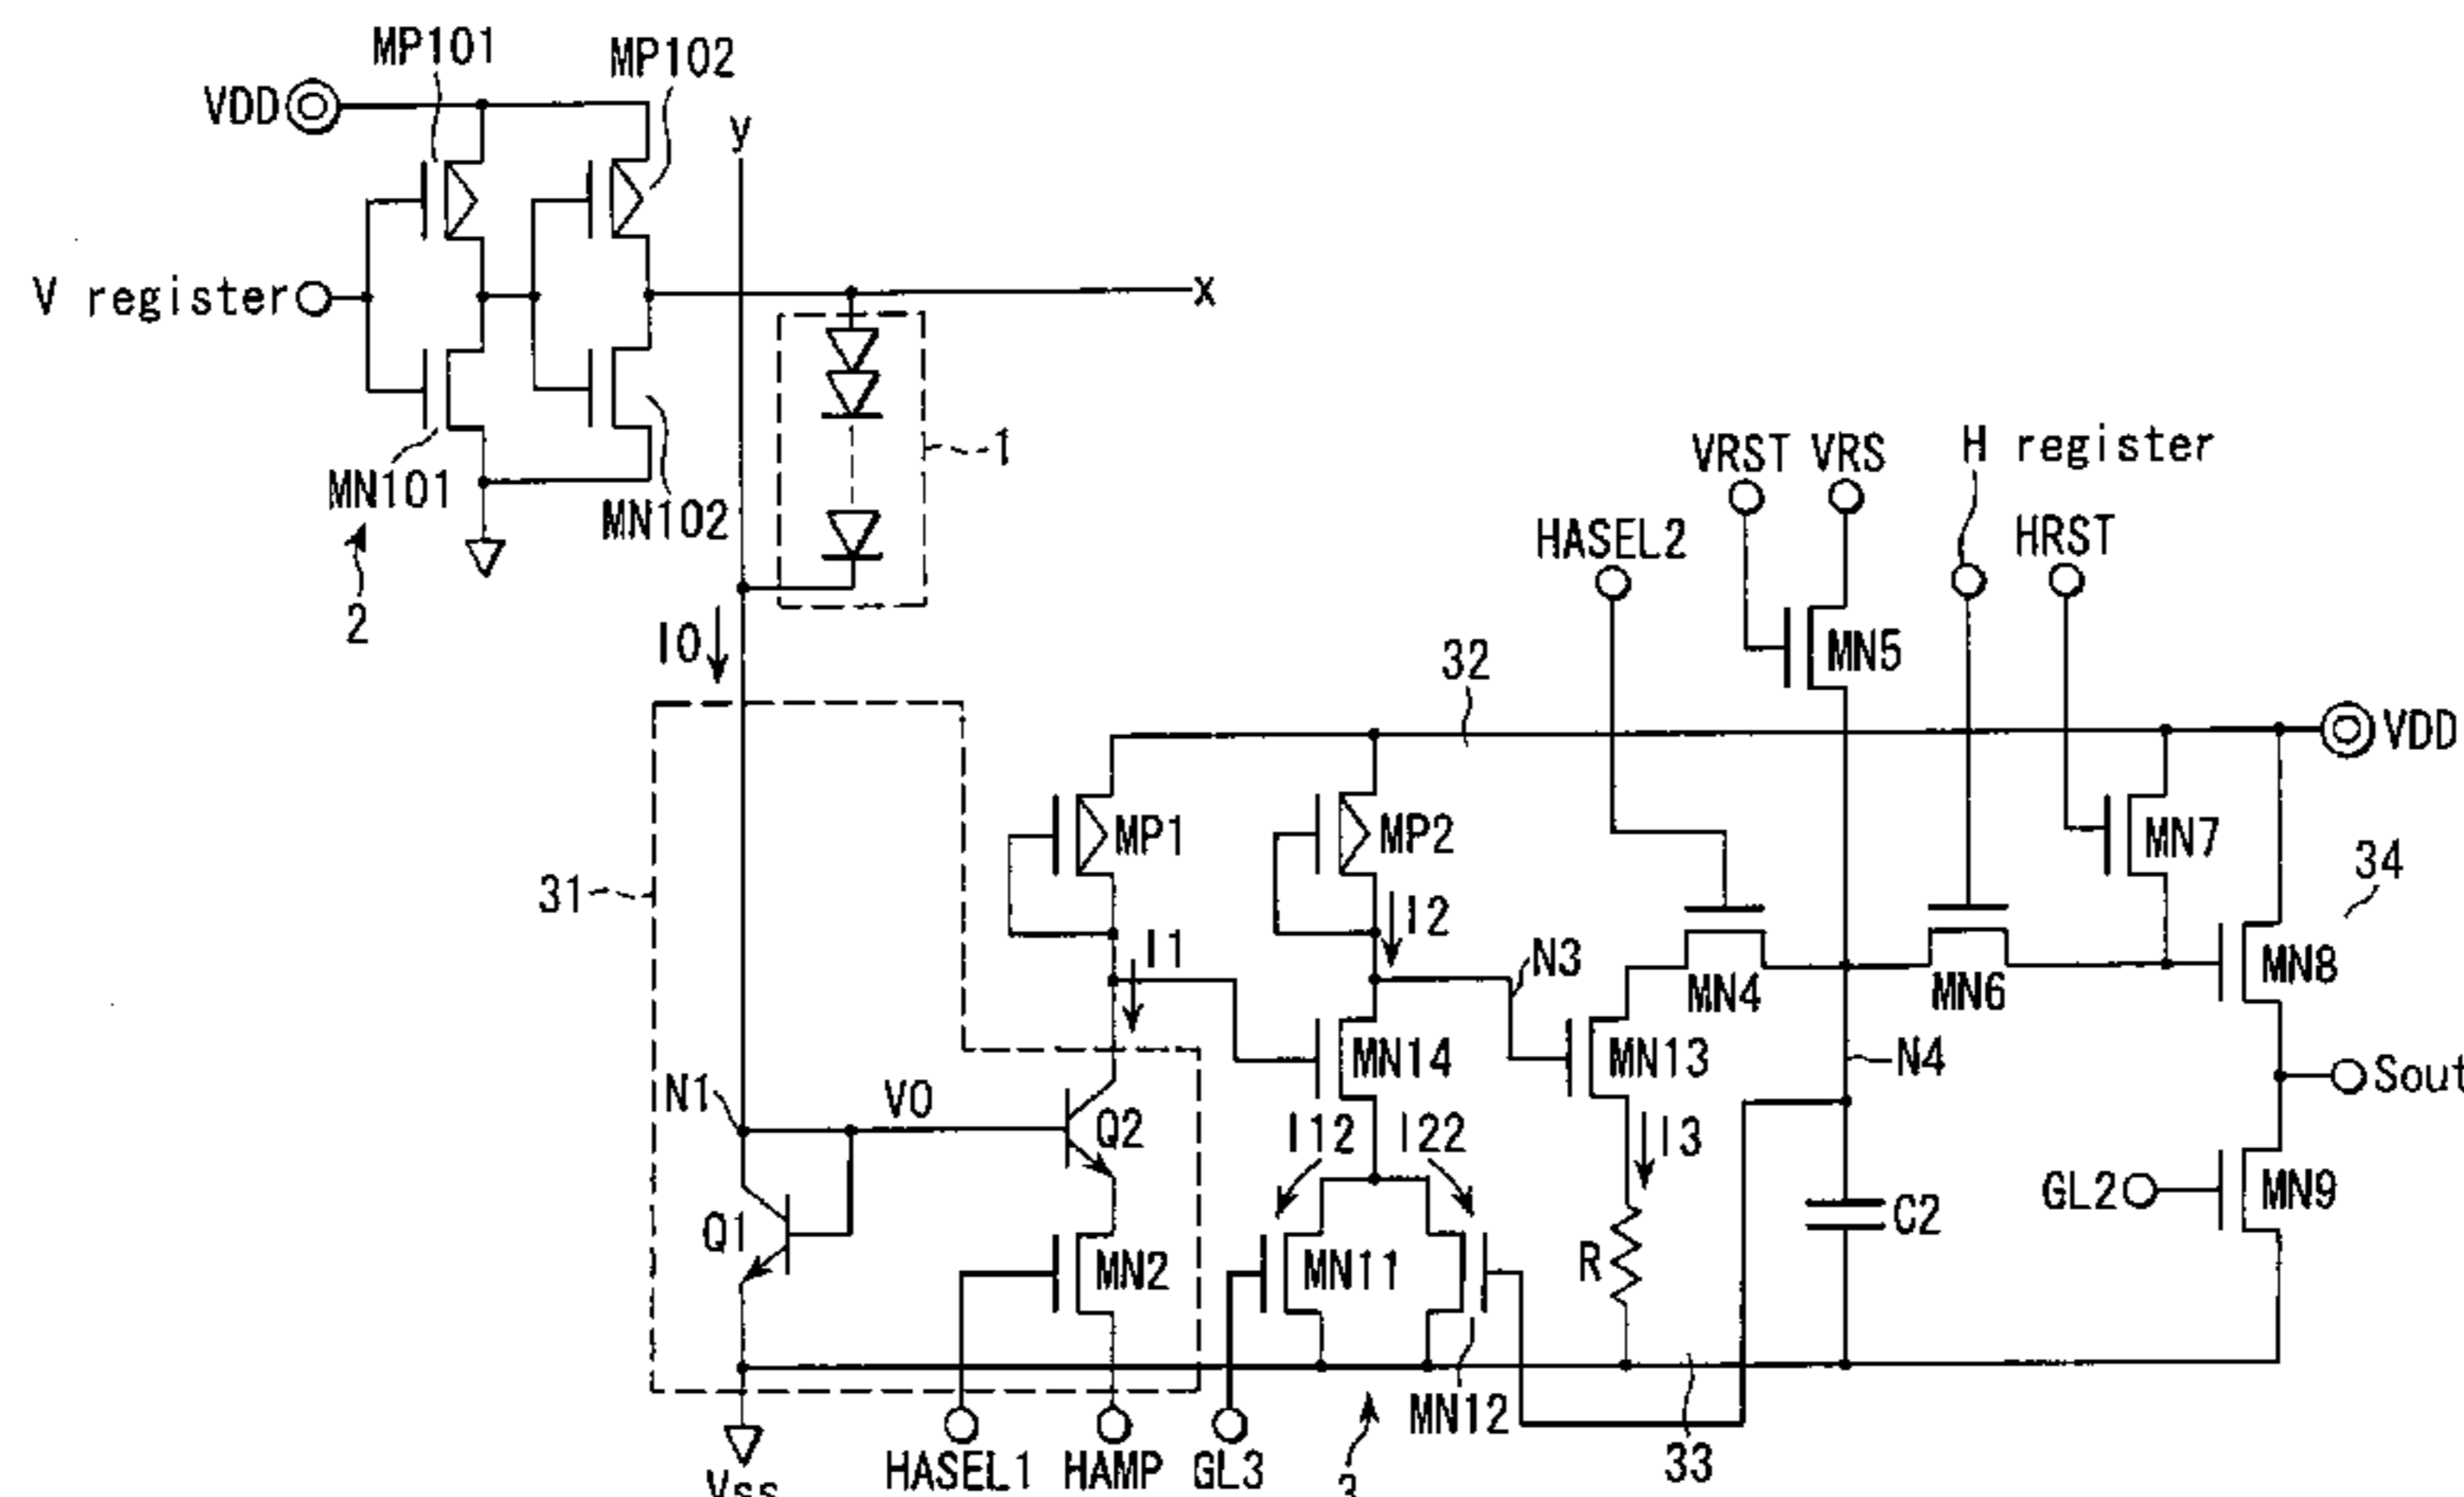 MP101
MP102
VDD
y
V register
x
1
MN101
MN102
2
VRST VRS
H register
HASEL2
HRST
I0
MN5
32
VDD
MP1
MP2
MN7
34
31
I1
I2
N3
MN4
MN6
MN8
MN14
MN13
N4
Sout
N1
V0
Q2
I12
I22
I3
Q1
MN2
MN11
R
C2
GL2
MN9
MN12
33
Vss
HASEL1
HAMP
GL3
3